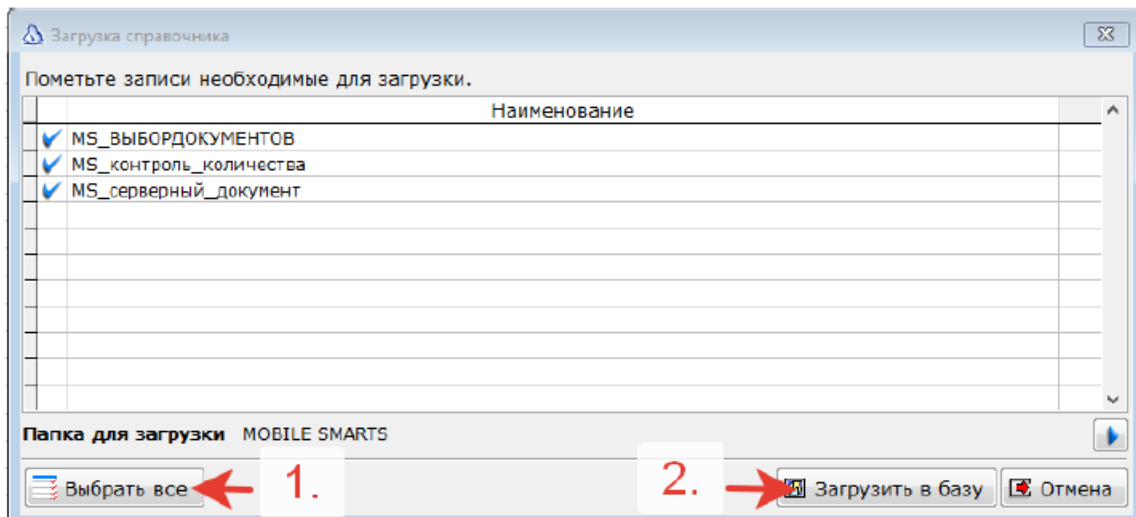 Загрузка справочника
Пометьте записи необходимые для загрузки.
Наименование
MS_ВЫБОРДОКУМЕНТОВ
MS_контроль_количества
MS_серверный_документ
Папка для загрузки MOBILE SMARTS
Выбрать все 1. 2. Загрузить в базу Отмена